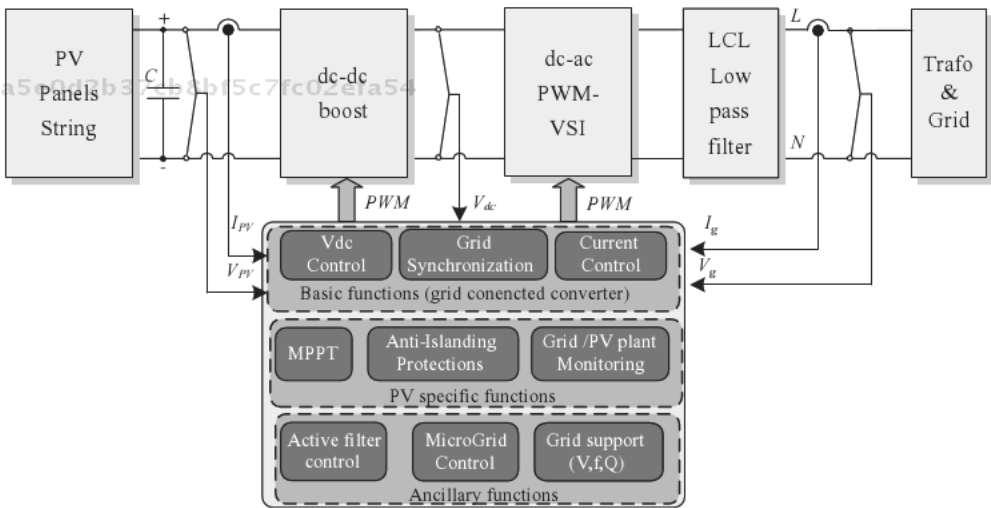 PV
Panels
String
+
C
-
dc-dc
boost
dc-ac
PWM-
VSI
LCL
Low
pass
filter
L
N
Trafo
&
Grid
a5e0d2b37cb8bf5c7fc02efa54
PWM
Vdc
PWM
IPV
VPV
Ig
Vg
Vdc
Control
Grid
Synchronization
Current
Control
Basic functions (grid conencted converter)
MPPT
Anti-Islanding
Protections
Grid /PV plant
Monitoring
PV specific functions
Active filter
control
MicroGrid
Control
Grid support
(V,f,Q)
Ancillary functions